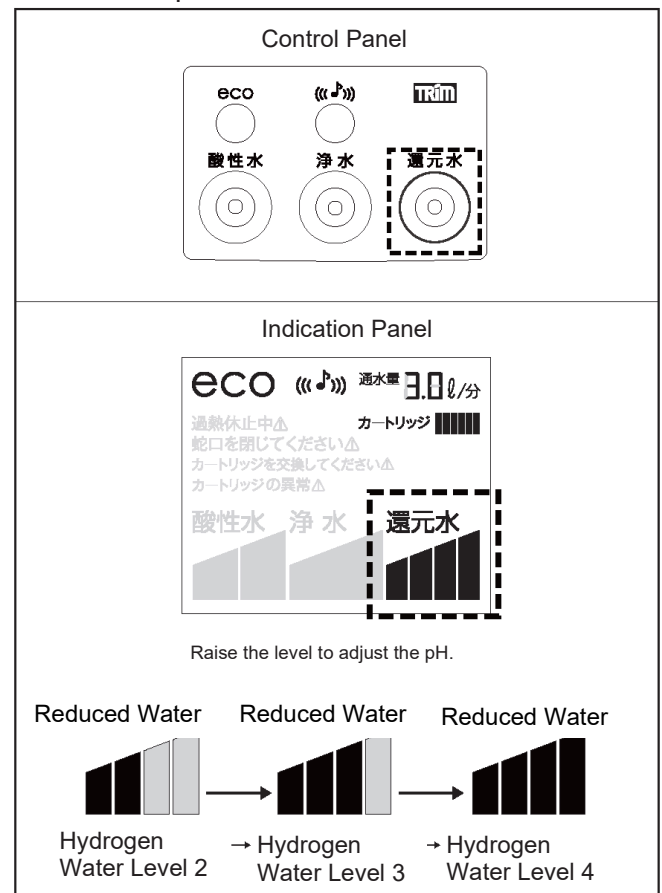 Control Panel
eco
TRIM
酸性水 浄水 還元水
Indication Panel
eco 通水量 3.0ℓ/分
過熱休止中⚠ カートリッジ
蛇口を閉じてください⚠
カートリッジを交換してください⚠
カートリッジの異常⚠
酸性水 浄水 還元水
Raise the level to adjust the pH.
Reduced Water Reduced Water Reduced Water
Hydrogen → Hydrogen → Hydrogen
Water Level 2 Water Level 3 Water Level 4